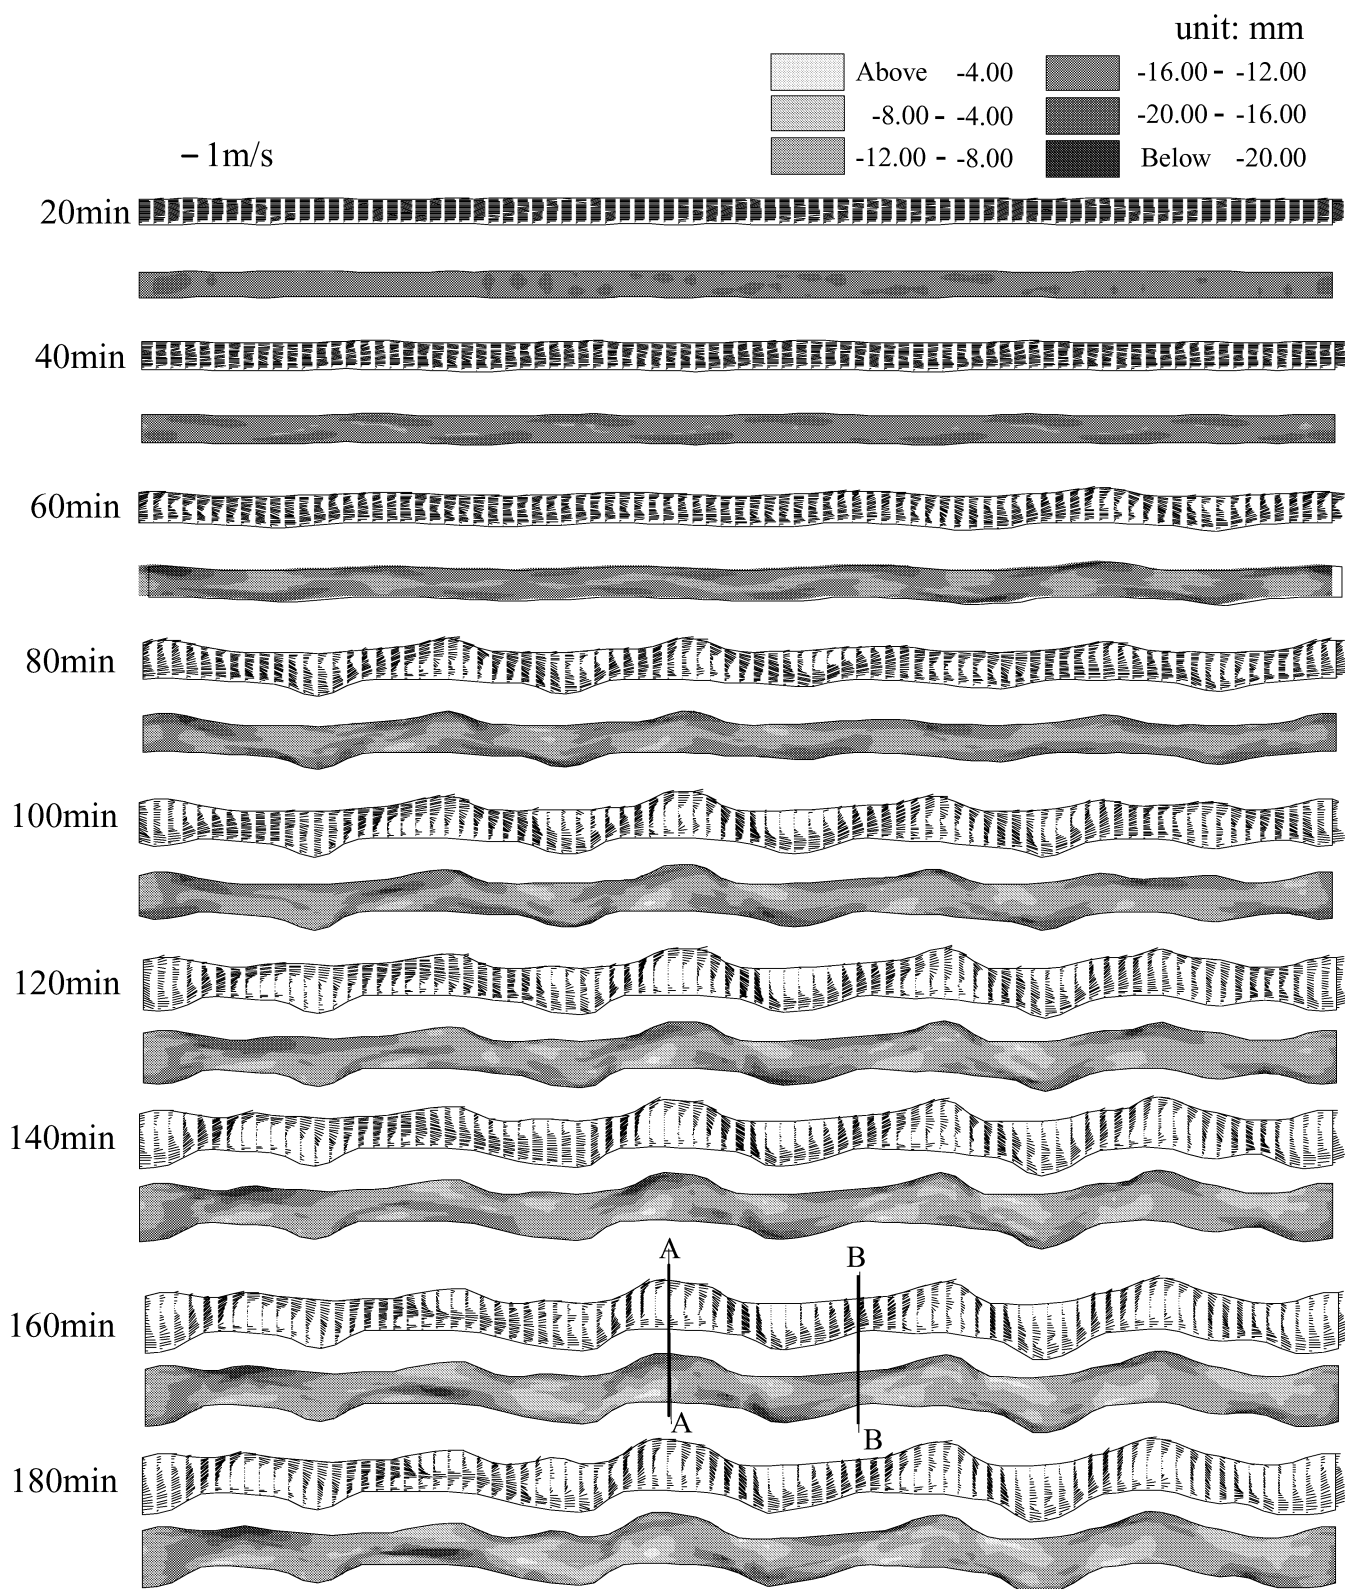 unit: mm
Above -4.00
-16.00 - -12.00
-8.00 - -4.00
-20.00 - -16.00
-12.00 - -8.00
Below -20.00
1m/s
20min
40min
60min
80min
100min
120min
140min
A
B
160min
A
B
180min